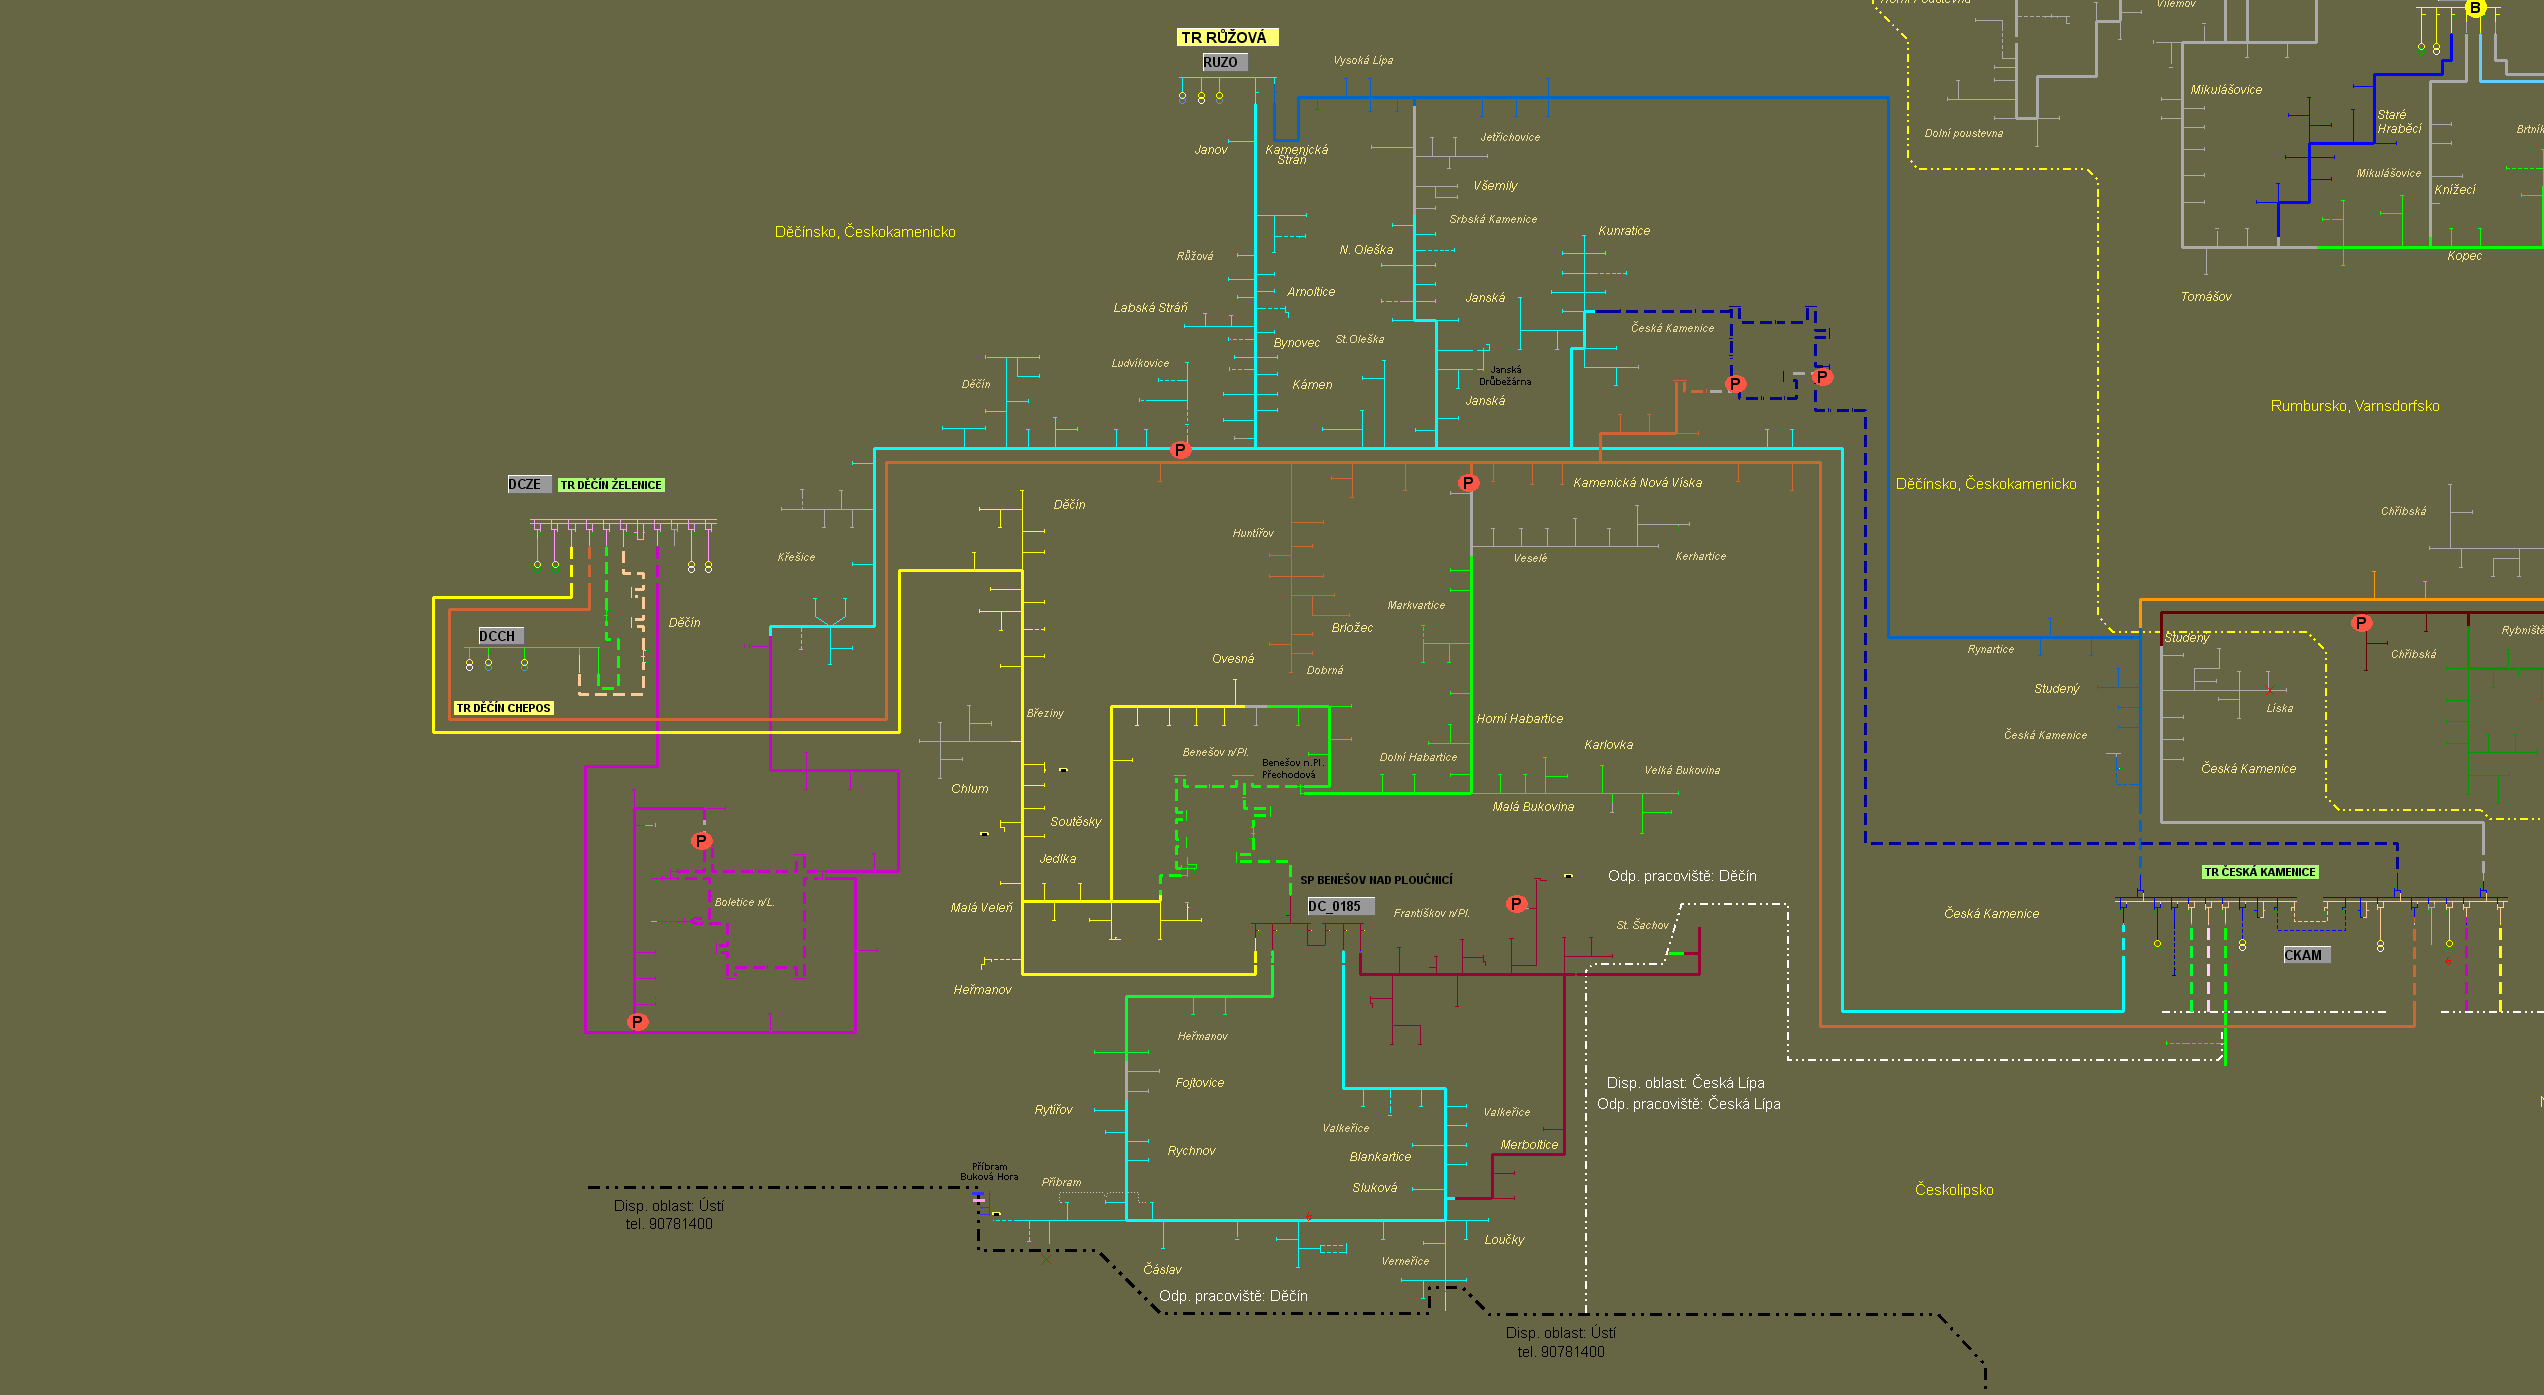 Horní Poustevna
Vilémov
B
TR RŮŽOVÁ
RUZO
Vysoká Lípa
Mikulášovice
Staré
Hraběcí
Dolní poustevna
Jetřichovice
Janov
Kamenická
Stráň
Mikulášovice
Knížecí
Všemily
Srbská Kamenice
Děčínsko, Českokamenicko
Kunratice
N. Oleška
Růžová
Kopec
Arnoltice
Janská
Tomášov
Labská Stráň
Česká Kamenice
Bynovec
St.Oleška
Ludvíkovice
Janská
Drůbežárna
Děčín
Kámen
P
P
Janská
Rumbursko, Varnsdorfsko
P
DCZE
TR DĚČÍN ŽELENICE
P
Kamenická Nová Víska
Děčínsko, Českokamenicko
Děčín
Chřibská
Huntířov
Křešice
Veselé
Kerhartice
Markvartice
Děčín
DCCH
Brložec
P
Studený
Rybniště
Rynartice
Chřibská
Ovesná
Dobrná
Studený
Líska
TR DĚČÍN CHEPOS
Březiny
Horní Habartice
Česká Kamenice
Benešov n/Pl.
Benešov n.Pl.
Přechodová
Dolní Habartice
Karlovka
Velká Bukovina
Česká Kamenice
Chlum
Malá Bukovina
Soutěsky
P
Jedlka
SP BENEŠOV NAD PLOUČNICÍ
Odp. pracoviště: Děčín
TR ČESKÁ KAMENICE
Boletice n/L.
Malá Veleň
DC_0185
Františkov n/Pl.
P
Česká Kamenice
St. Šachov
CKAM
Heřmanov
P
Heřmanov
Fojtovice
Disp. oblast: Česká Lípa
Odp. pracoviště: Česká Lípa
Rytířov
Valkeřice
Valkeřice
Rychnov
Merboltice
Blankartice
Příbram
Buková Hora
Příbram
Sluková
Českolipsko
Disp. oblast: Ústí
tel. 90781400
Loučky
Čáslav
Verneřice
Odp. pracoviště: Děčín
Disp. oblast: Ústí
tel. 90781400